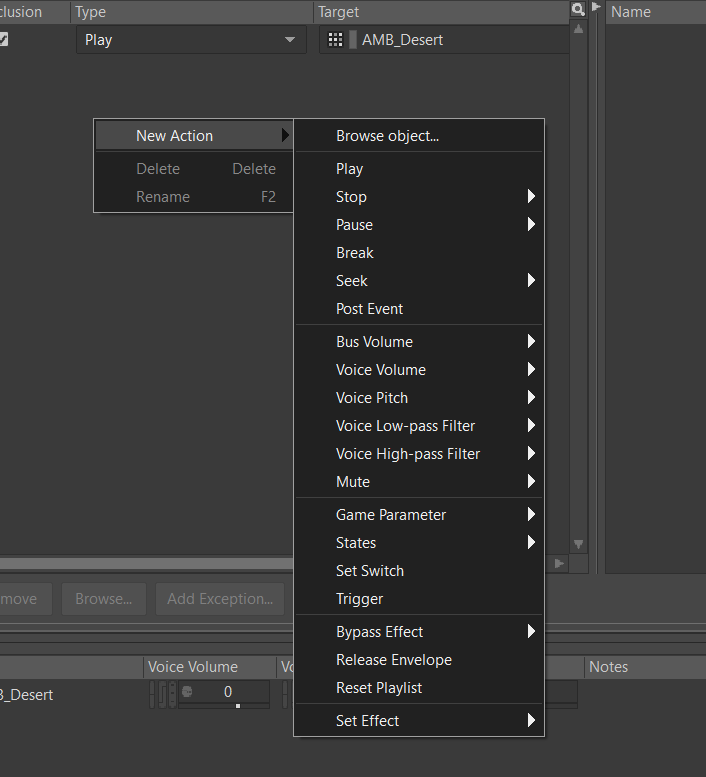 clusion Type Target Name
Play AMB_Desert
New Action Browse object...
Delete Delete Play
Rename F2 Stop
Pause
Break
Seek
Post Event
Bus Volume
Voice Volume
Voice Pitch
Voice Low-pass Filter
Voice High-pass Filter
Mute
Game Parameter
States
Set Switch
move Browse... Add Exception... Trigger
Bypass Effect
Voice Volume Release Envelope Notes
_Desert 0 Reset Playlist
Set Effect